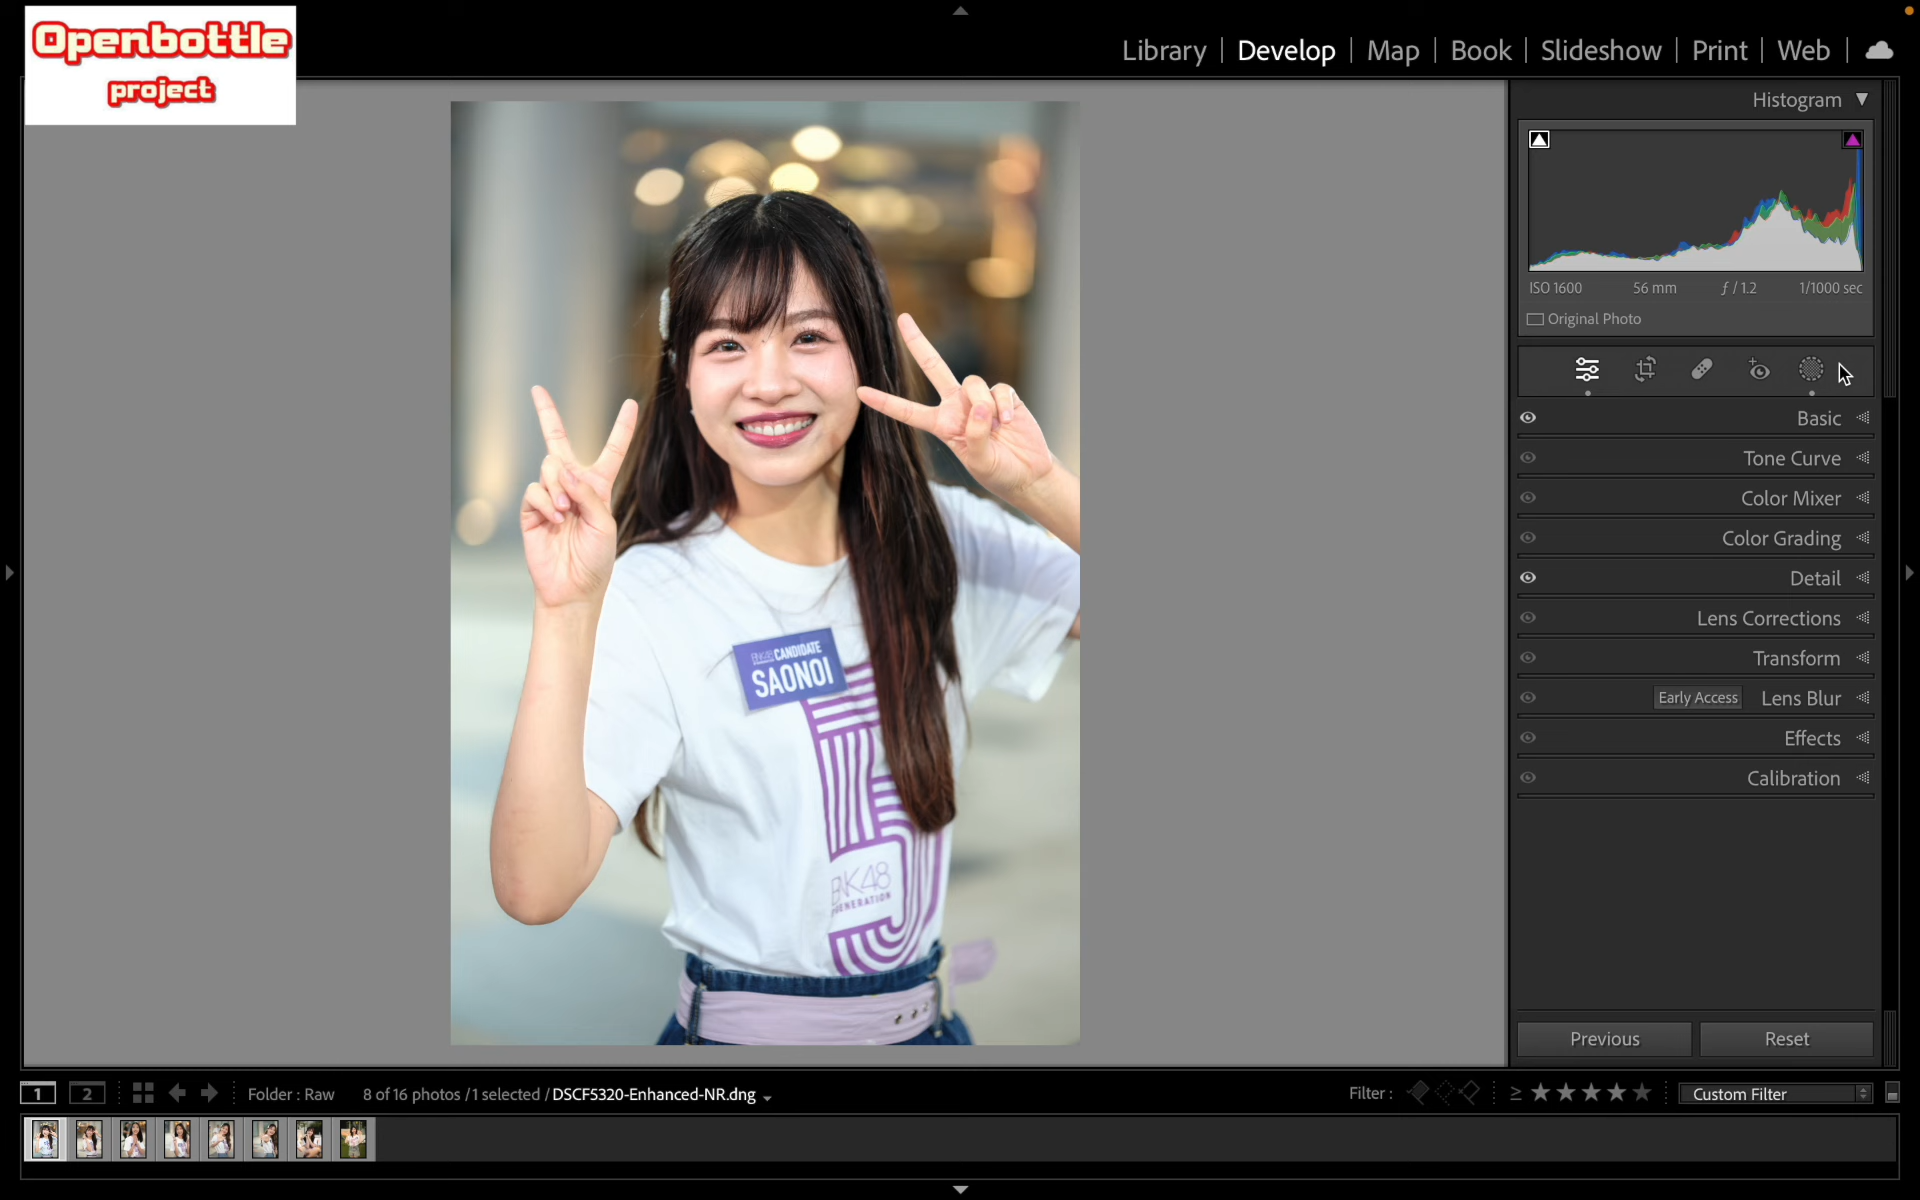 Openbottle
project
Library | Develop | Map | Book | Slideshow | Print | Web |
Histogram
ISO 1600 56 mm ƒ / 1.2 1/1000 sec
Original Photo
Basic
Tone Curve
Color Mixer
Color Grading
Detail
Lens Corrections
Transform
Early Access Lens Blur
Effects
Calibration
BNK48 CANDIDATE
SAONOI
BNK48
GENERATION
Previous Reset
1 2 Folder : Raw 8 of 16 photos /1 selected / DSCF5320-Enhanced-NR.dng Filter : ≥ ★★★★★ Custom Filter